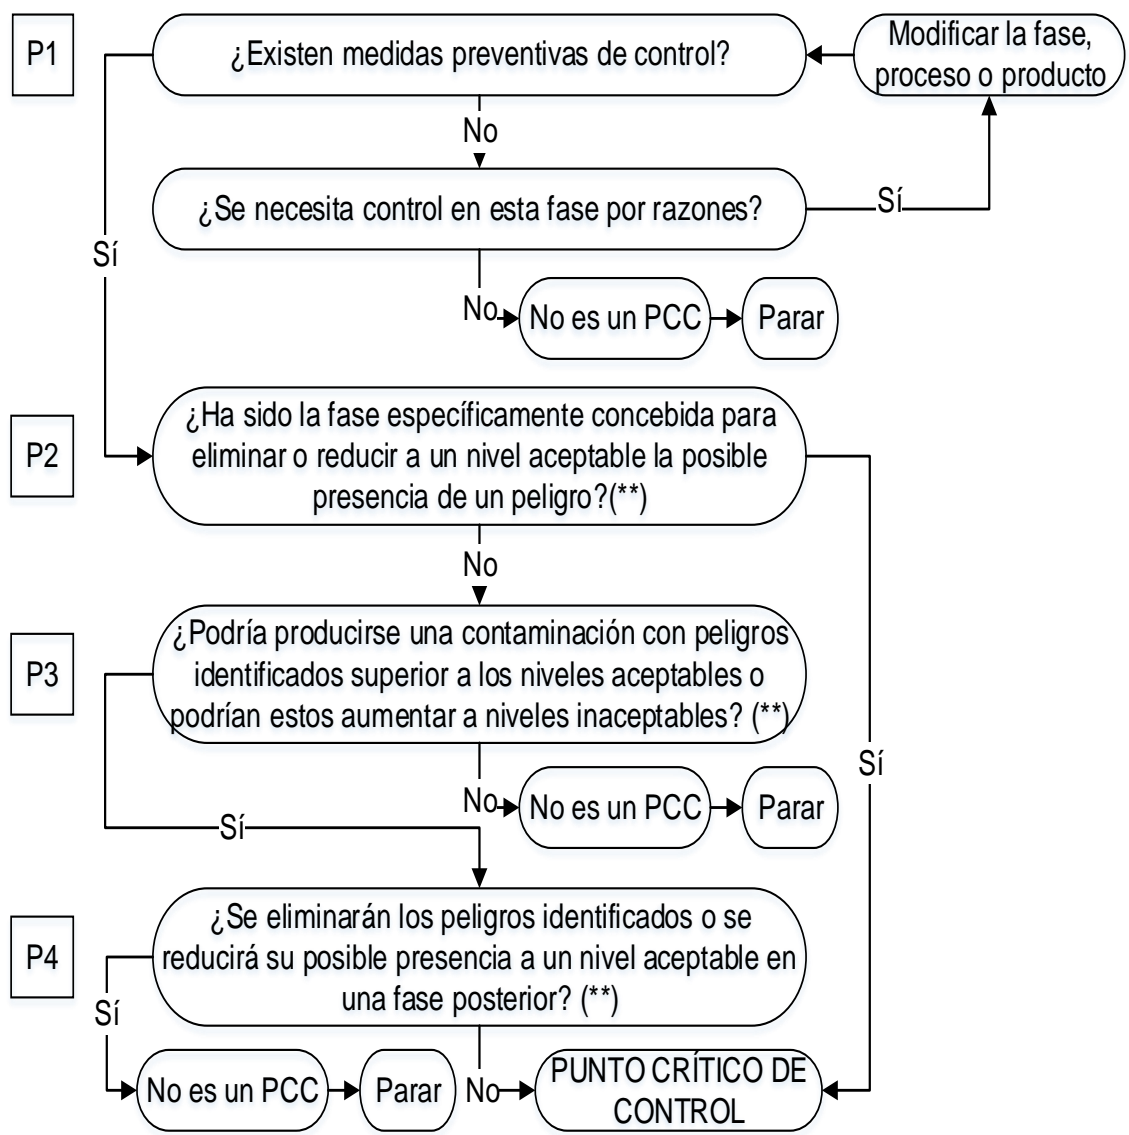 P1
¿Existen medidas preventivas de control?
Modificar la fase,
proceso o producto
No
¿Se necesita control en esta fase por razones?
Sí
Sí
No
No es un PCC
Parar
P2
¿Ha sido la fase específicamente concebida para
eliminar o reducir a un nivel aceptable la posible
presencia de un peligro?(**)
No
P3
¿Podría producirse una contaminación con peligros
identificados superior a los niveles aceptables o
podrían estos aumentar a niveles inaceptables? (**)
Sí
No
No es un PCC
Parar
Sí
P4
¿Se eliminarán los peligros identificados o se
reducirá su posible presencia a un nivel aceptable en
una fase posterior? (**)
Sí
No es un PCC
Parar
No
PUNTO CRÍTICO DE
CONTROL